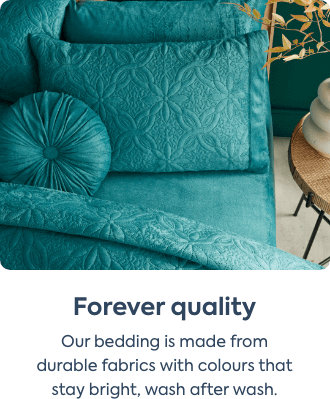 Forever quality
Our bedding is made from
durable fabrics with colours that
stay bright, wash after wash.